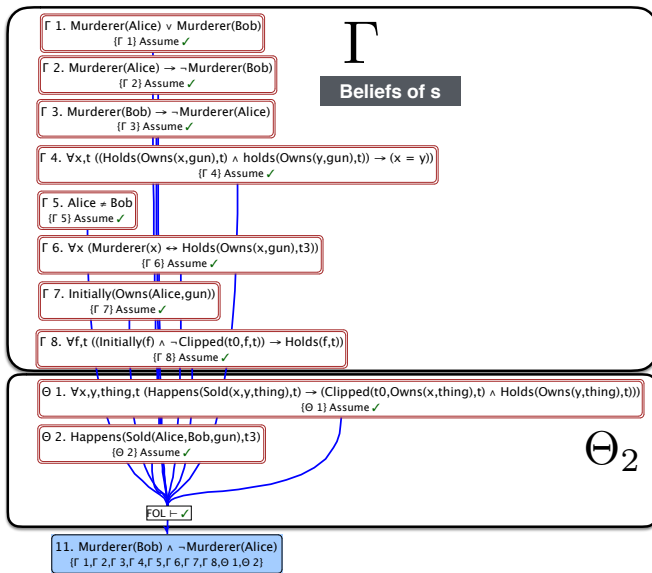 Γ 1. Murderer(Alice) ∨ Murderer(Bob)
{Γ 1} Assume ✓
Γ
Γ 2. Murderer(Alice) → ¬Murderer(Bob)
{Γ 2} Assume ✓
Beliefs of s
Γ 3. Murderer(Bob) → ¬Murderer(Alice)
{Γ 3} Assume ✓
Γ 4. ∀x,t ((Holds(Owns(x,gun),t) ∧ holds(Owns(y,gun),t)) → (x = y))
{Γ 4} Assume ✓
Γ 5. Alice ≠ Bob
{Γ 5} Assume ✓
Γ 6. ∀x (Murderer(x) ↔ Holds(Owns(x,gun),t3))
{Γ 6} Assume ✓
Γ 7. Initially(Owns(Alice,gun))
{Γ 7} Assume ✓
Γ 8. ∀f,t ((Initially(f) ∧ ¬Clipped(t0,f,t)) → Holds(f,t))
{Γ 8} Assume ✓
Θ 1. ∀x,y,thing,t (Happens(Sold(x,y,thing),t) → (Clipped(t0,Owns(x,thing),t) ∧ Holds(Owns(y,thing),t)))
{Θ 1} Assume ✓
Θ 2. Happens(Sold(Alice,Bob,gun),t3)
{Θ 2} Assume ✓
Θ2
FOL ⊢ ✓
11. Murderer(Bob) ∧ ¬Murderer(Alice)
{Γ 1,Γ 2,Γ 3,Γ 4,Γ 5,Γ 6,Γ 7,Γ 8,Θ 1,Θ 2}